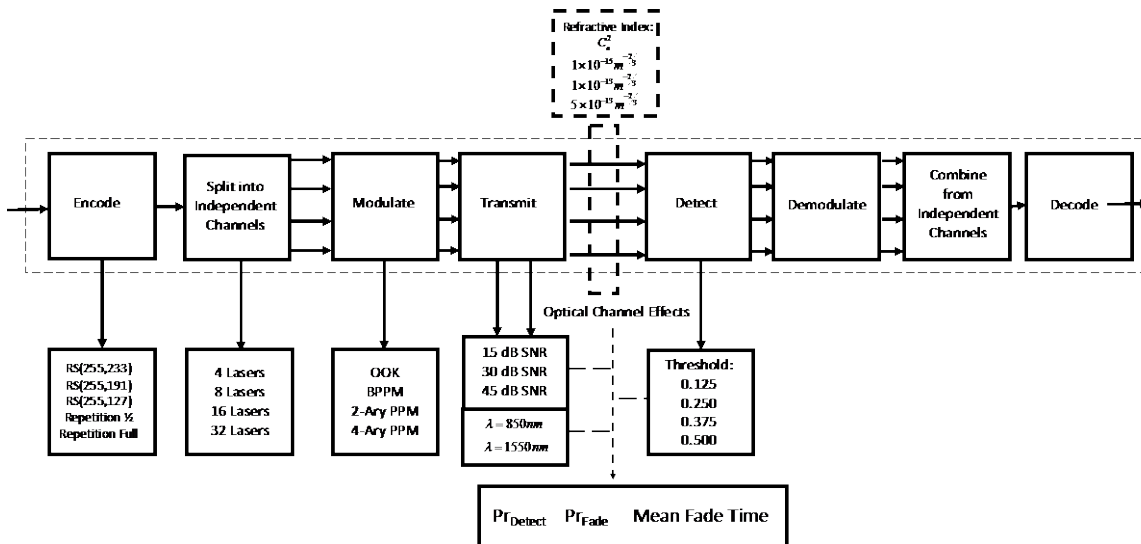 Refractive Index:
C_n^2
1×10^-15 m^-2/3
1×10^-13 m^-2/3
5×10^-13 m^-2/3
Encode
Split into
Independent
Channels
Modulate
Transmit
Detect
Demodulate
Combine
from
Independent
Channels
Decode
Optical Channel Effects
RS(255,233)
RS(255,191)
RS(255,127)
Repetition ½
Repetition Full
4 Lasers
8 Lasers
16 Lasers
32 Lasers
OOK
BPPM
2-Ary PPM
4-Ary PPM
15 dB SNR
30 dB SNR
45 dB SNR
λ = 850nm
λ = 1550nm
Threshold:
0.125
0.250
0.375
0.500
Pr_Detect Pr_Fade Mean Fade Time